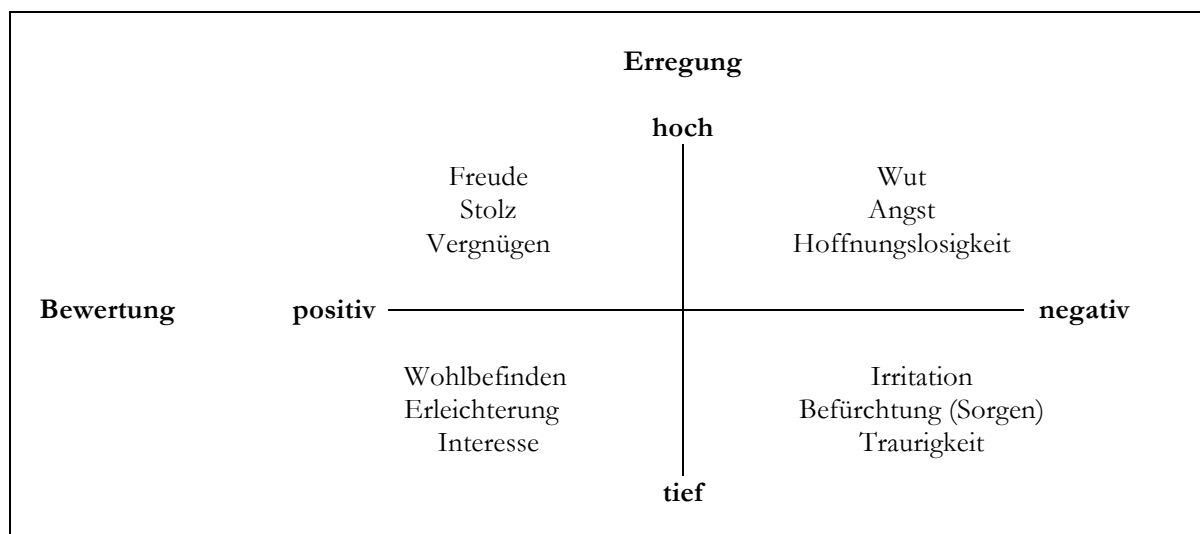 Erregung
hoch
Freude Wut
Stolz Angst
Vergnügen Hoffnungslosigkeit
Bewertung positiv negativ
Wohlbefinden Irritation
Erleichterung Befürchtung (Sorgen)
Interesse Traurigkeit
tief